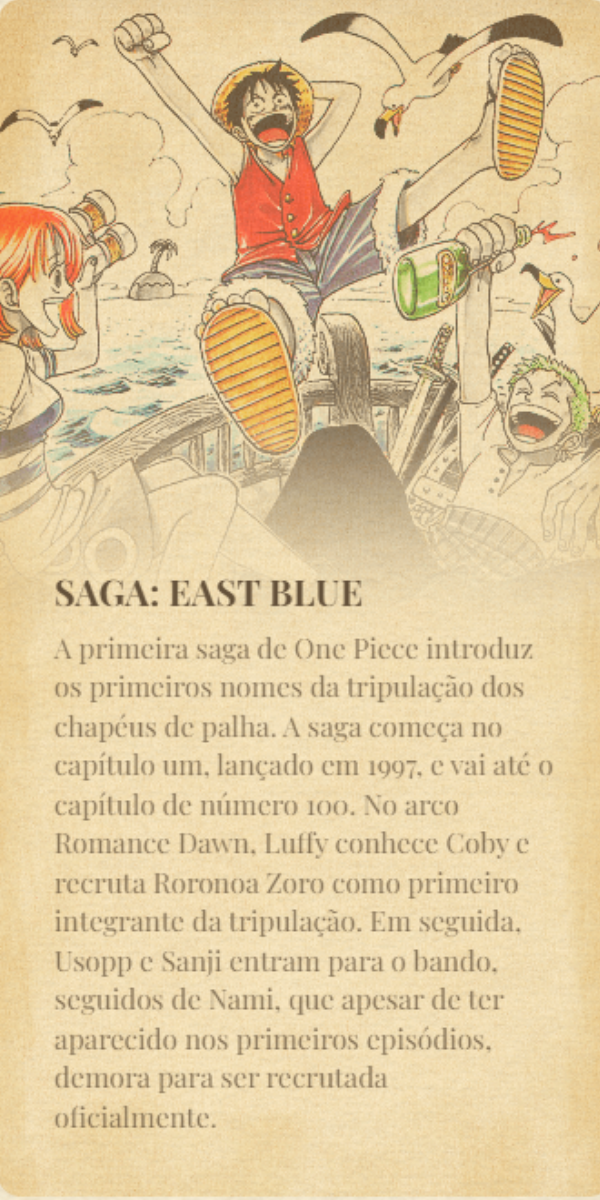 SAGA: EAST BLUE
A primeira saga de One Piece introduz
os primeiros nomes da tripulação dos
chapéus de palha. A saga começa no
capítulo um, lançado em 1997, e vai até o
capítulo de número 100. No arco
Romance Dawn, Luffy conhece Coby e
recruta Roronoa Zoro como primeiro
integrante da tripulação. Em seguida,
Usopp e Sanji entram para o bando,
seguidos de Nami, que apesar de ter
aparecido nos primeiros episódios,
demora para ser recrutada
oficialmente.